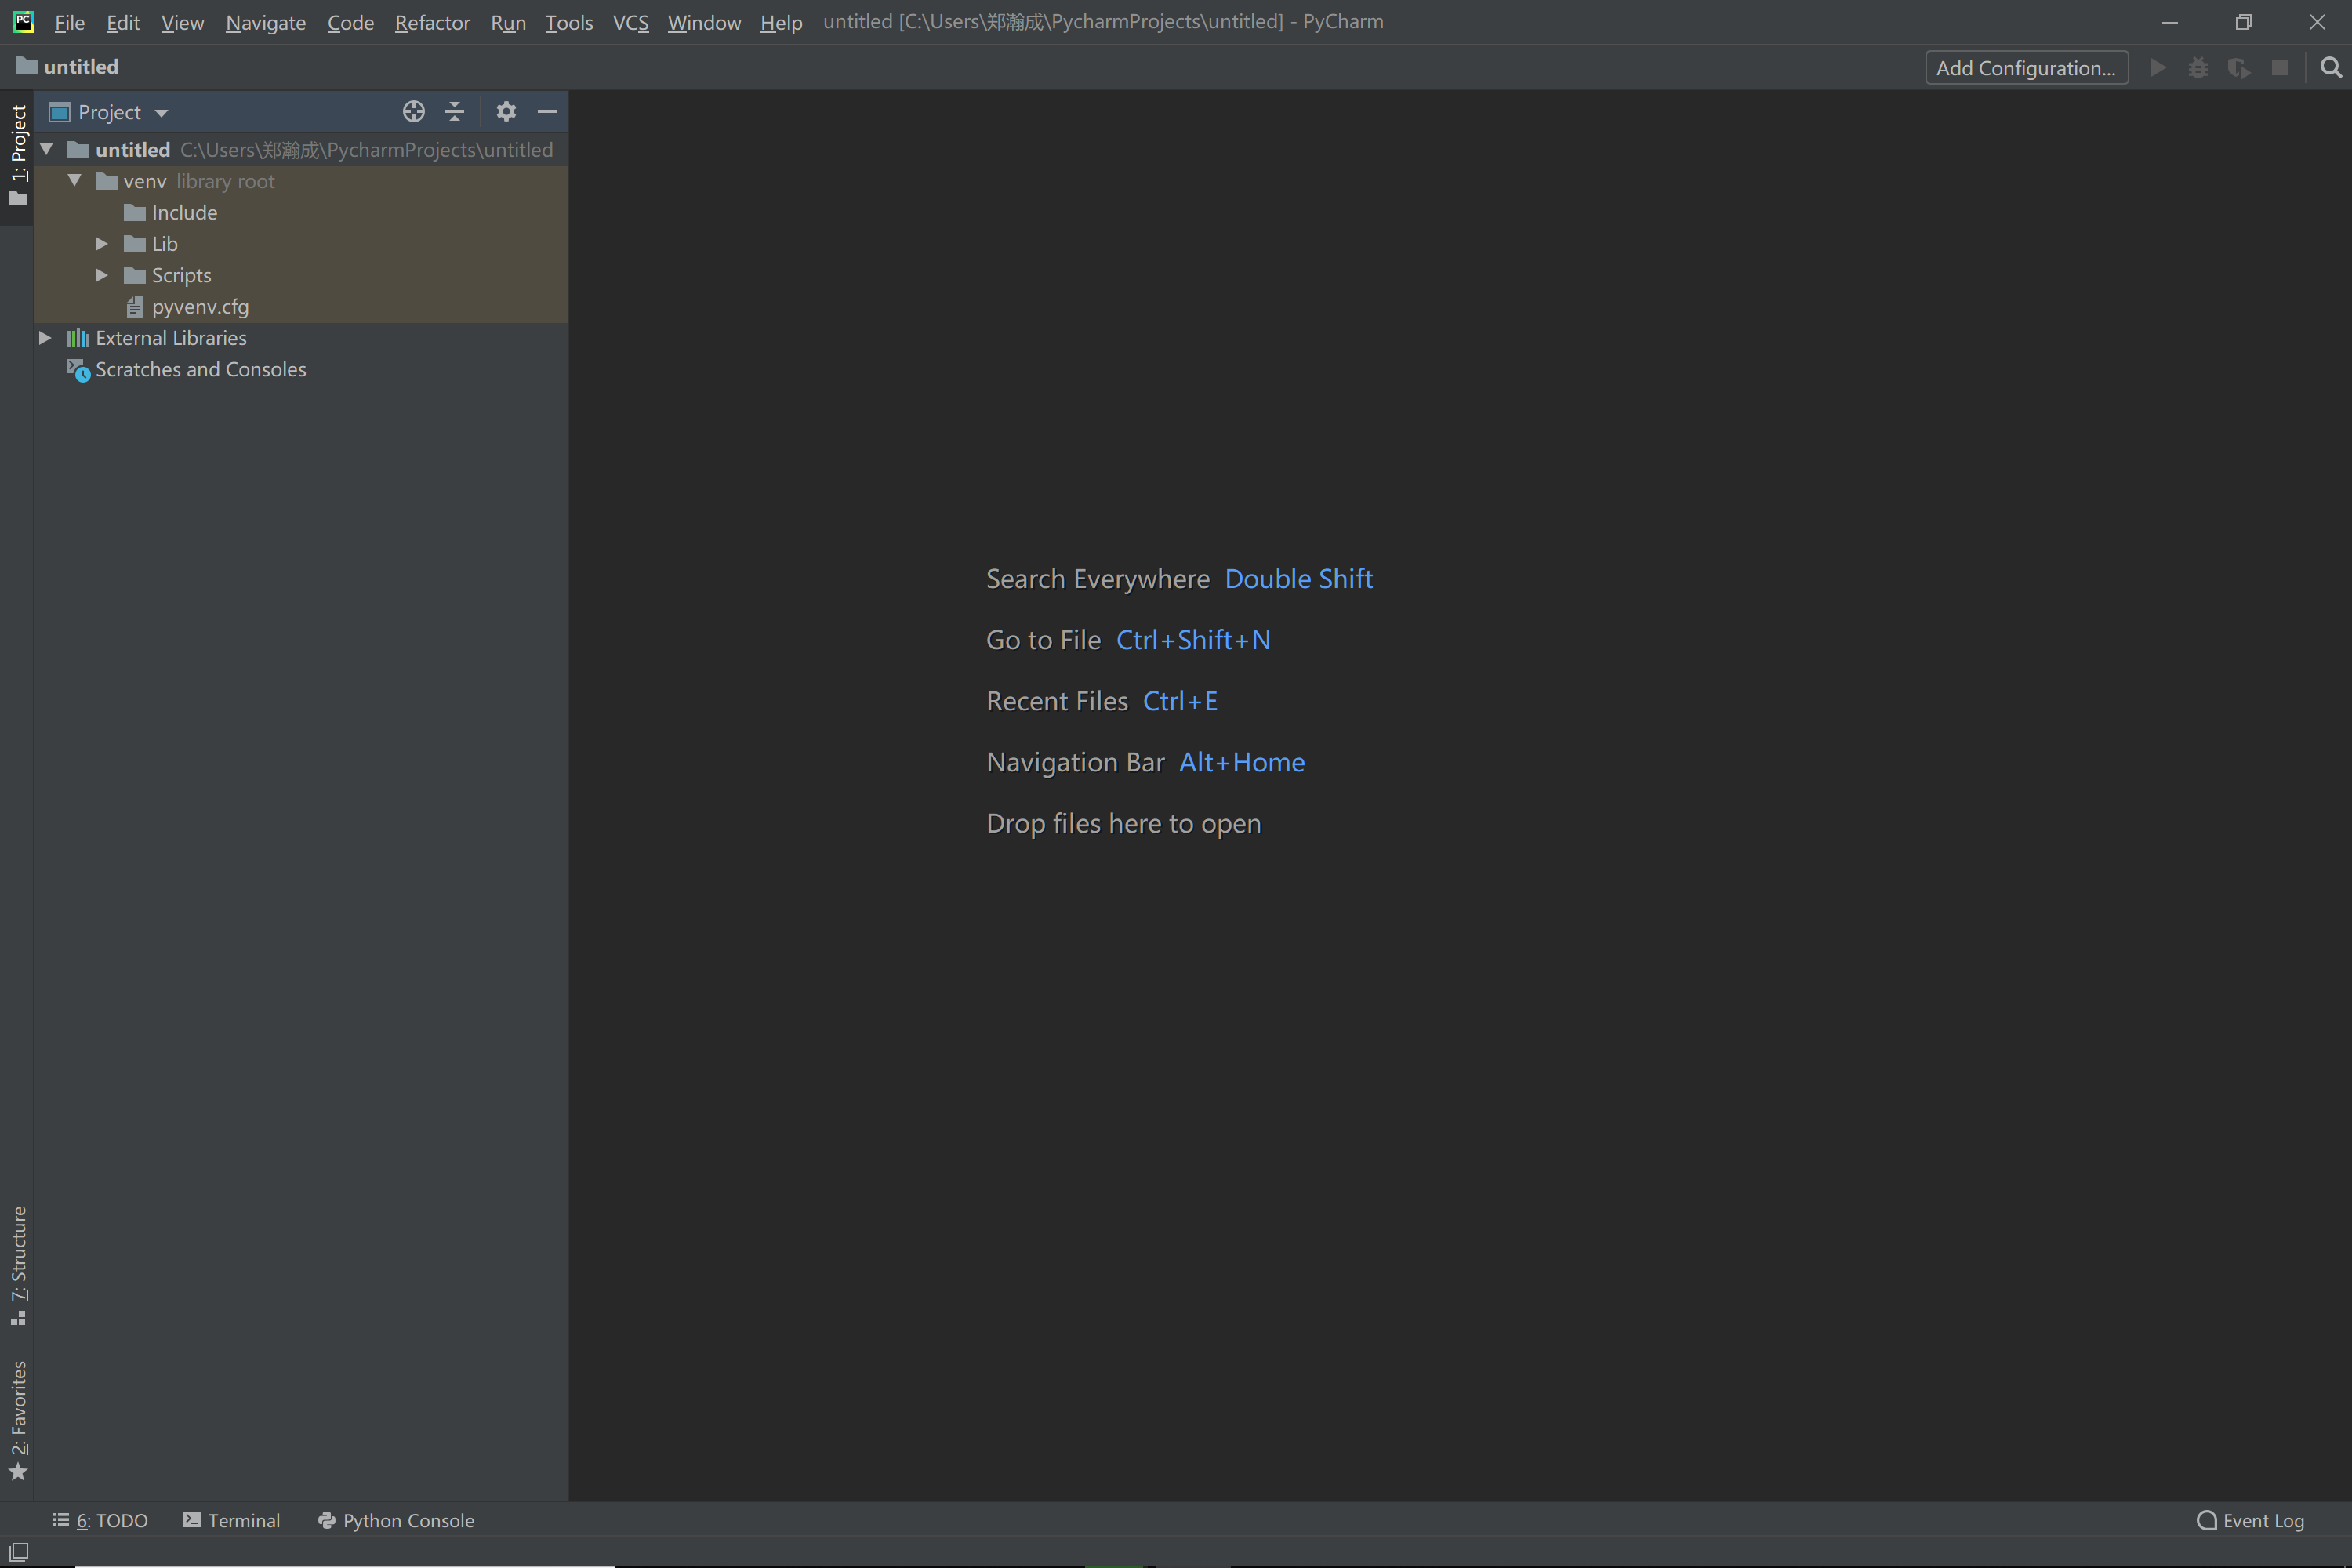 File Edit View Navigate Code Refactor Run Tools VCS Window Help untitled [C:\Users\郑瀚成\PycharmProjects\untitled] - PyCharm
untitled
Add Configuration...
1: Project
Project
untitled C:\Users\郑瀚成\PycharmProjects\untitled
venv library root
Include
Lib
Scripts
pyvenv.cfg
External Libraries
Scratches and Consoles
Search Everywhere Double Shift
Go to File Ctrl+Shift+N
Recent Files Ctrl+E
Navigation Bar Alt+Home
Drop files here to open
7: Structure
2: Favorites
6: TODO Terminal Python Console Event Log